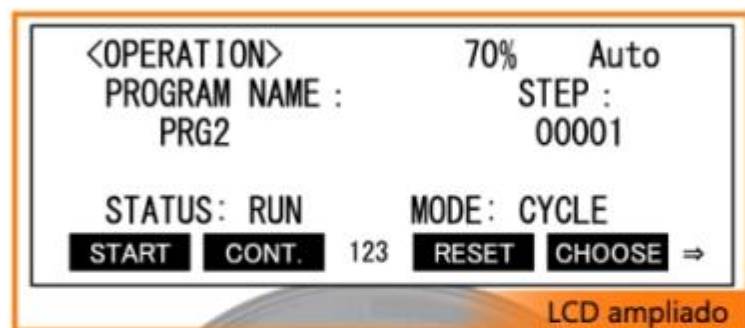 <OPERATION> 70% Auto
PROGRAM NAME : STEP :
PRG2 00001
STATUS: RUN MODE: CYCLE
START CONT. 123 RESET CHOOSE ⇒
LCD ampliado